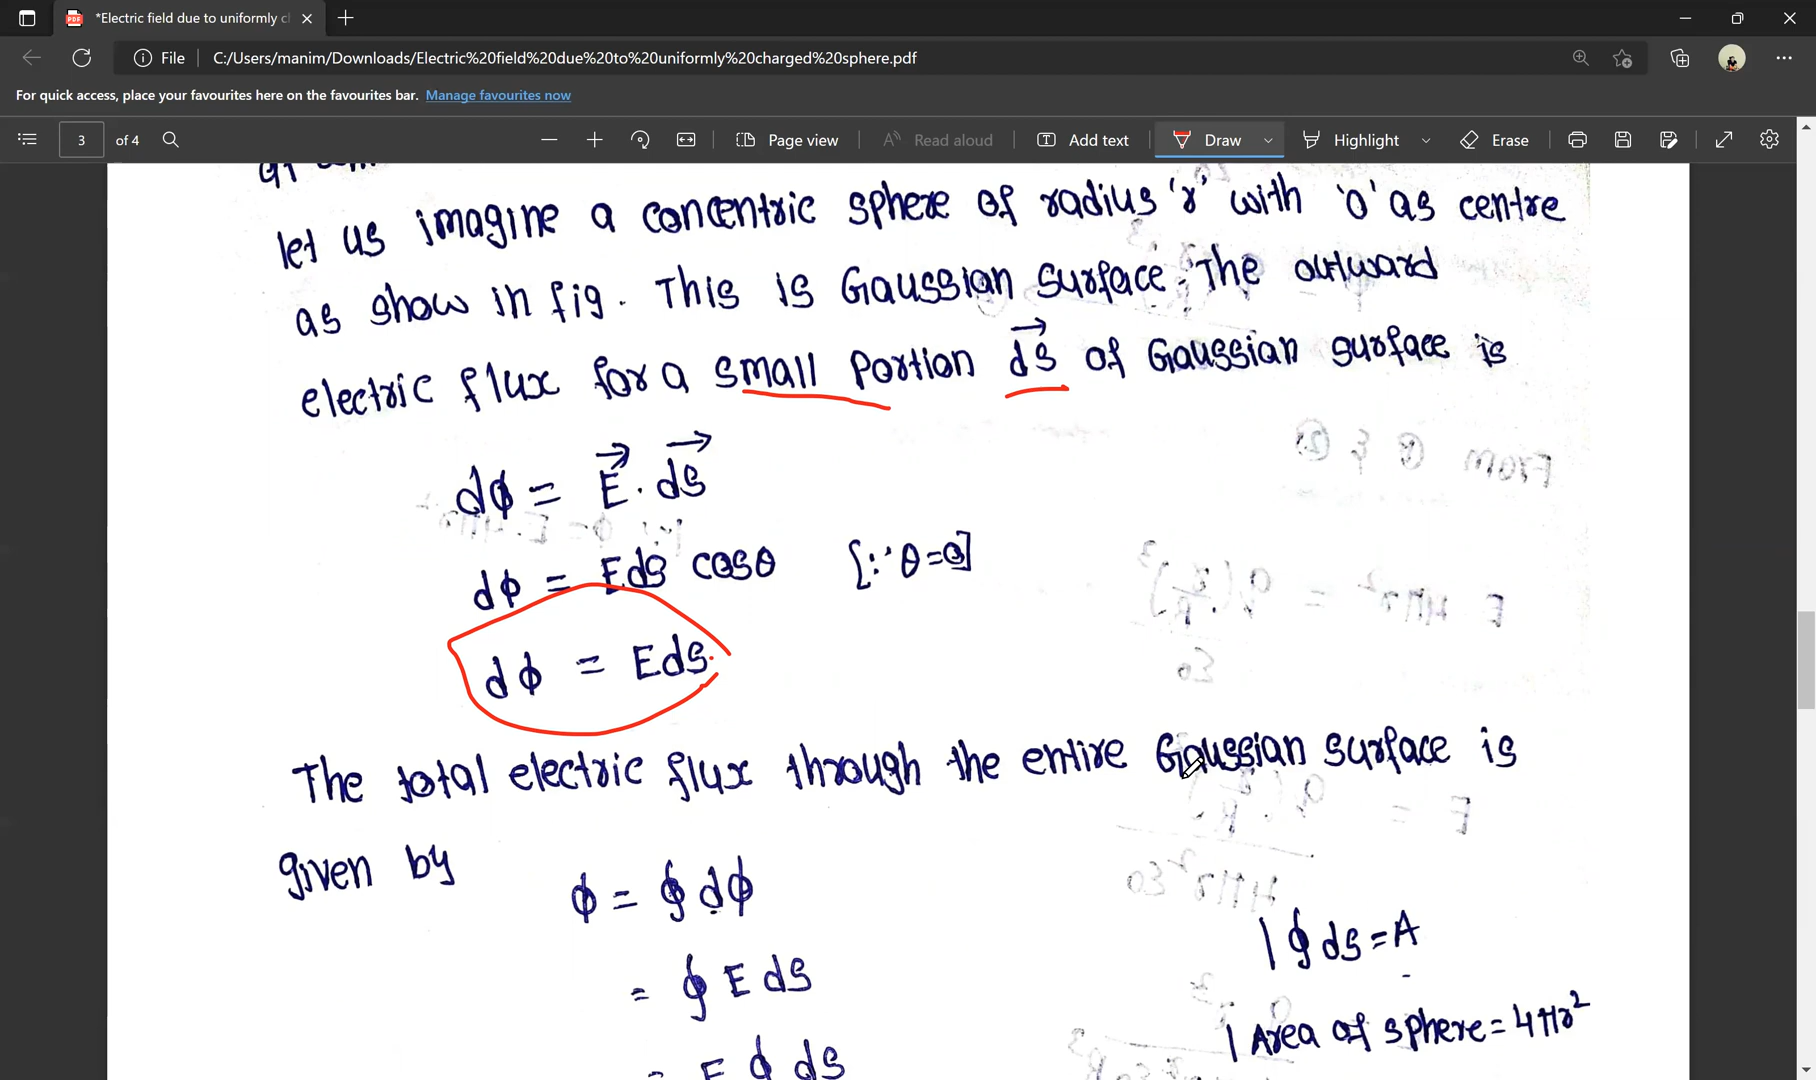 *Electric field due to uniformly cl
File C:/Users/manim/Downloads/Electric%20field%20due%20to%20uniformly%20charged%20sphere.pdf
For quick access, place your favourites here on the favourites bar. Manage favourites now
3 of 4 Page view Read aloud Add text Draw Highlight Erase
let us imagine a concentric sphere of radius 'r' with 'o' as centre
as show in fig. This is Gaussian surface. The outward
electric flux for a small portion d⃗s of Gaussian surface is
dϕ = E⃗ . d⃗s
dϕ = Eds cosθ [∵ θ=0]
dϕ = Eds.
The total electric flux through the entire Gaussian surface is
given by
ϕ = ∮ dϕ
= ∮ E ds
| ∮ ds = A
| Area of sphere = 4πr²
= E ∮ ds